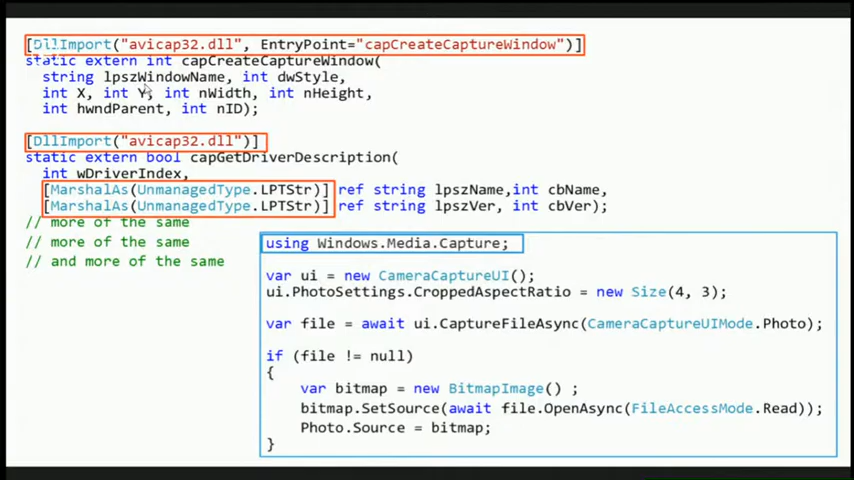 [DllImport("avicap32.dll", EntryPoint="capCreateCaptureWindow")]
static extern int capCreateCaptureWindow(
string lpszWindowName, int dwStyle,
int X, int Y, int nWidth, int nHeight,
int hwndParent, int nID);
[DllImport("avicap32.dll")]
static extern bool capGetDriverDescription(
int wDriverIndex,
[MarshalAs(UnmanagedType.LPTStr)] ref string lpszName,int cbName,
[MarshalAs(UnmanagedType.LPTStr)] ref string lpszVer, int cbVer);
// more of the same
// more of the same
// and more of the same
using Windows.Media.Capture;
var ui = new CameraCaptureUI();
ui.PhotoSettings.CroppedAspectRatio = new Size(4, 3);
var file = await ui.CaptureFileAsync(CameraCaptureUIMode.Photo);
if (file != null)
{
var bitmap = new BitmapImage() ;
bitmap.SetSource(await file.OpenAsync(FileAccessMode.Read));
Photo.Source = bitmap;
}